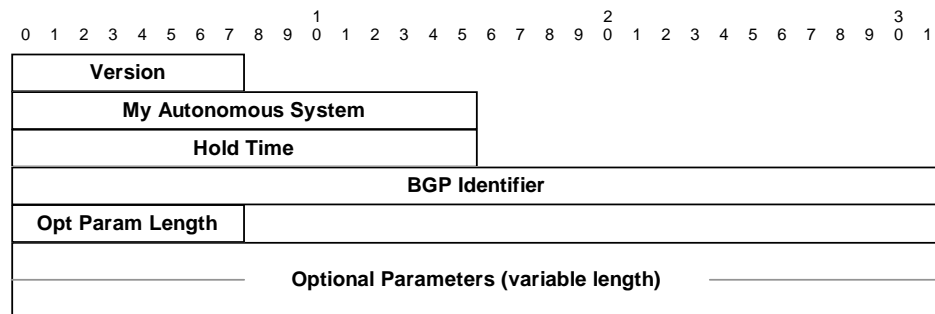 1 2 3
0 1 2 3 4 5 6 7 8 9 0 1 2 3 4 5 6 7 8 9 0 1 2 3 4 5 6 7 8 9 0 1
Version
My Autonomous System
Hold Time
BGP Identifier
Opt Param Length
Optional Parameters (variable length)